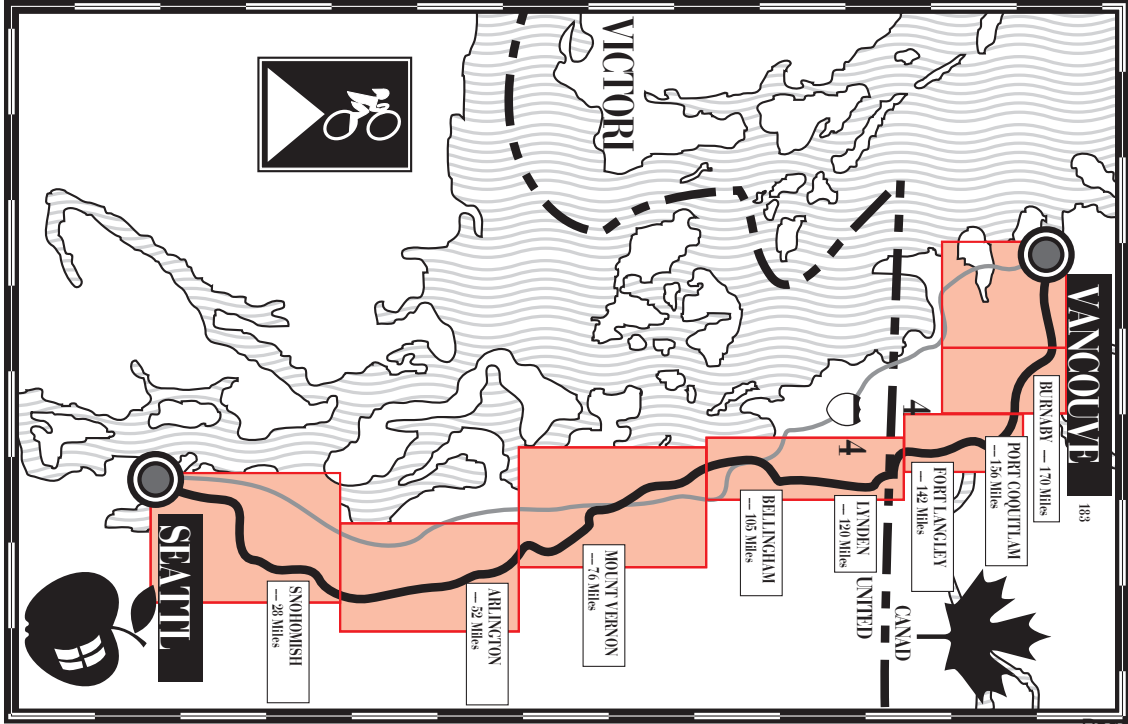 VANCOUVE
183
BURNABY — 170 Miles
PORT COQUITLAM
— 156 Miles
FORT LANGLEY
— 142 Miles
4
CANAD
UNITED
LYNDEN
— 120 Miles
4
BELLINGHAM
— 105 Miles
VICTORI
MOUNT VERNON
— 76 Miles
ARLINGTON
— 52 Miles
SNOHOMISH
— 28 Miles
SEATTL